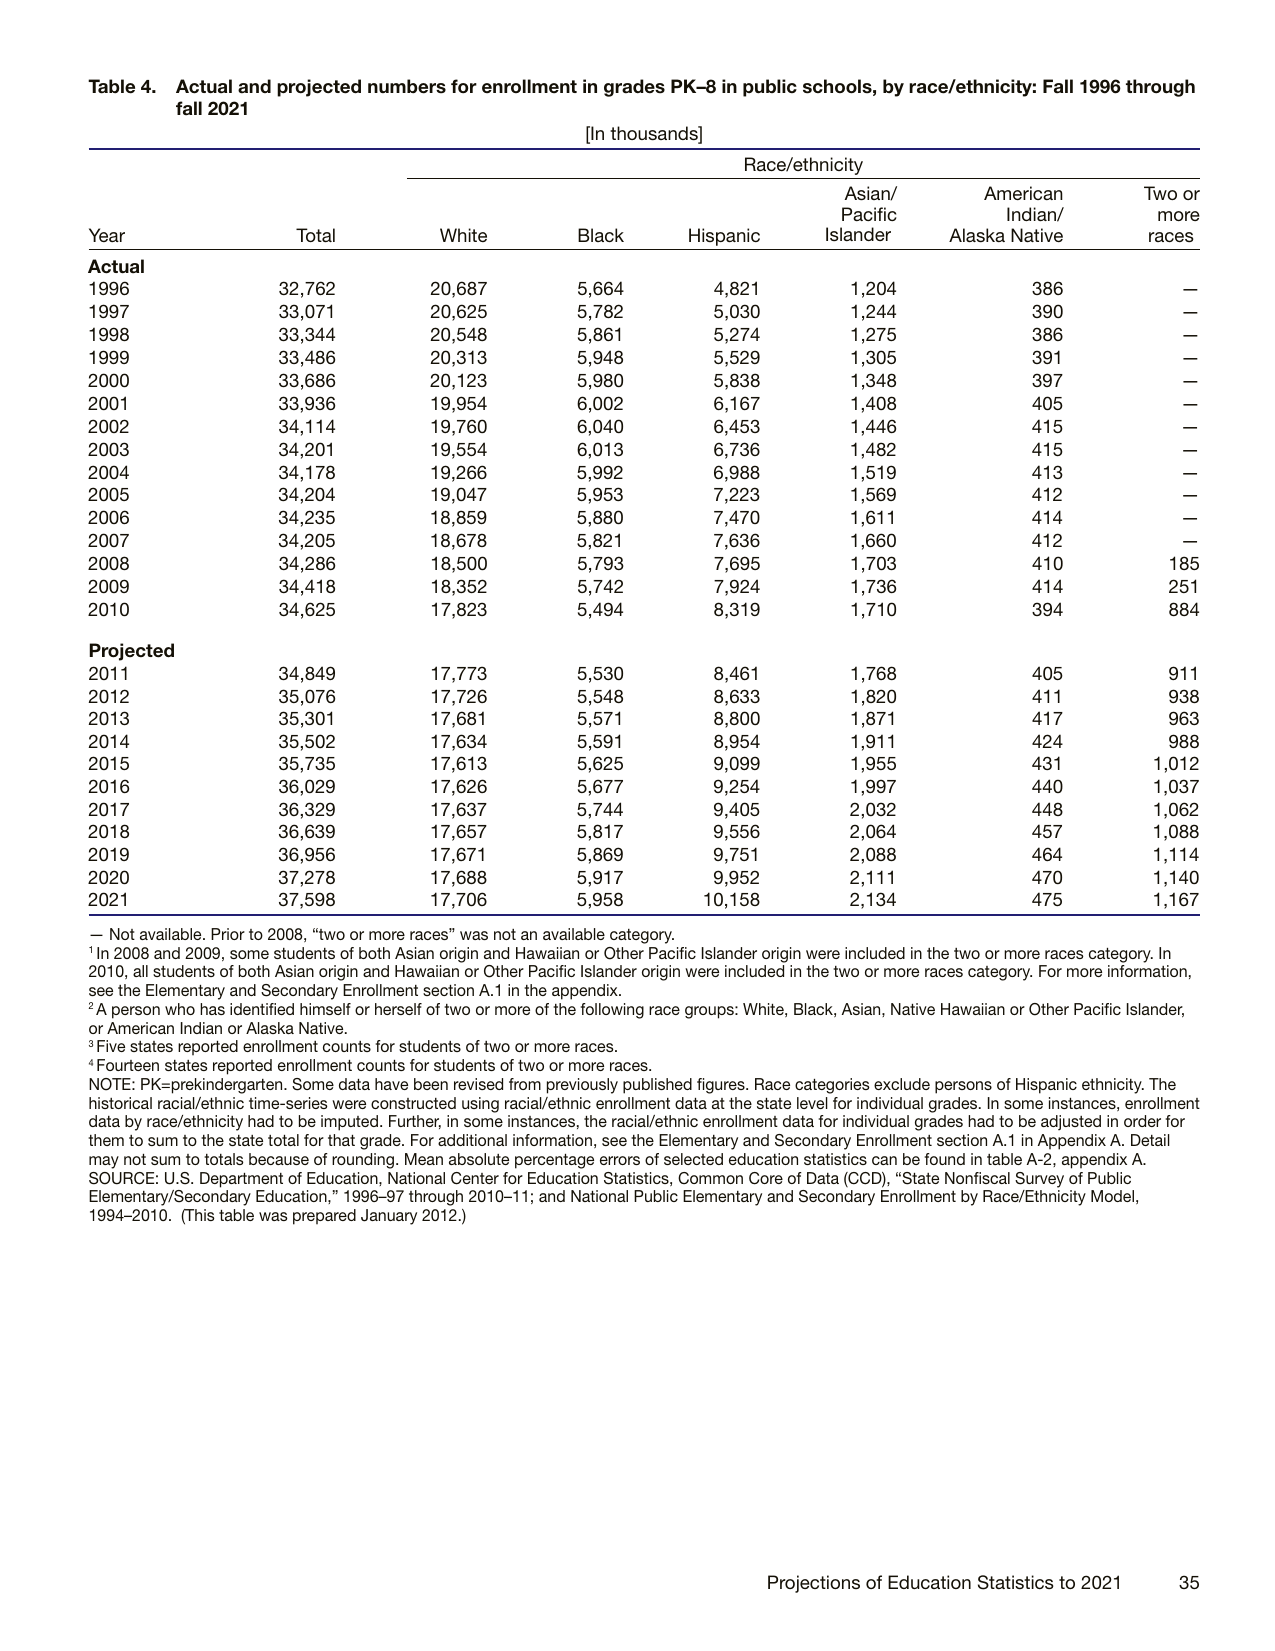 Table 4. Actual and projected numbers for enrollment in grades PK–8 in public schools, by race/ethnicity: Fall 1996 through
fall 2021
[In thousands]
Race/ethnicity
Year Total White Black Hispanic Asian/ Pacific Islander American Indian/ Alaska Native Two or more races
Actual
1996 32,762 20,687 5,664 4,821 1,204 386 —
1997 33,071 20,625 5,782 5,030 1,244 390 —
1998 33,344 20,548 5,861 5,274 1,275 386 —
1999 33,486 20,313 5,948 5,529 1,305 391 —
2000 33,686 20,123 5,980 5,838 1,348 397 —
2001 33,936 19,954 6,002 6,167 1,408 405 —
2002 34,114 19,760 6,040 6,453 1,446 415 —
2003 34,201 19,554 6,013 6,736 1,482 415 —
2004 34,178 19,266 5,992 6,988 1,519 413 —
2005 34,204 19,047 5,953 7,223 1,569 412 —
2006 34,235 18,859 5,880 7,470 1,611 414 —
2007 34,205 18,678 5,821 7,636 1,660 412 —
2008 34,286 18,500 5,793 7,695 1,703 410 185
2009 34,418 18,352 5,742 7,924 1,736 414 251
2010 34,625 17,823 5,494 8,319 1,710 394 884
Projected
2011 34,849 17,773 5,530 8,461 1,768 405 911
2012 35,076 17,726 5,548 8,633 1,820 411 938
2013 35,301 17,681 5,571 8,800 1,871 417 963
2014 35,502 17,634 5,591 8,954 1,911 424 988
2015 35,735 17,613 5,625 9,099 1,955 431 1,012
2016 36,029 17,626 5,677 9,254 1,997 440 1,037
2017 36,329 17,637 5,744 9,405 2,032 448 1,062
2018 36,639 17,657 5,817 9,556 2,064 457 1,088
2019 36,956 17,671 5,869 9,751 2,088 464 1,114
2020 37,278 17,688 5,917 9,952 2,111 470 1,140
2021 37,598 17,706 5,958 10,158 2,134 475 1,167
— Not available. Prior to 2008, “two or more races” was not an available category.
1 In 2008 and 2009, some students of both Asian origin and Hawaiian or Other Pacific Islander origin were included in the two or more races category. In
2010, all students of both Asian origin and Hawaiian or Other Pacific Islander origin were included in the two or more races category. For more information,
see the Elementary and Secondary Enrollment section A.1 in the appendix.
2 A person who has identified himself or herself of two or more of the following race groups: White, Black, Asian, Native Hawaiian or Other Pacific Islander,
or American Indian or Alaska Native.
3 Five states reported enrollment counts for students of two or more races.
4 Fourteen states reported enrollment counts for students of two or more races.
NOTE: PK=prekindergarten. Some data have been revised from previously published figures. Race categories exclude persons of Hispanic ethnicity. The
historical racial/ethnic time-series were constructed using racial/ethnic enrollment data at the state level for individual grades. In some instances, enrollment
data by race/ethnicity had to be imputed. Further, in some instances, the racial/ethnic enrollment data for individual grades had to be adjusted in order for
them to sum to the state total for that grade. For additional information, see the Elementary and Secondary Enrollment section A.1 in Appendix A. Detail
may not sum to totals because of rounding. Mean absolute percentage errors of selected education statistics can be found in table A-2, appendix A.
SOURCE: U.S. Department of Education, National Center for Education Statistics, Common Core of Data (CCD), “State Nonfiscal Survey of Public
Elementary/Secondary Education,” 1996–97 through 2010–11; and National Public Elementary and Secondary Enrollment by Race/Ethnicity Model,
1994–2010. (This table was prepared January 2012.)
Projections of Education Statistics to 2021 35